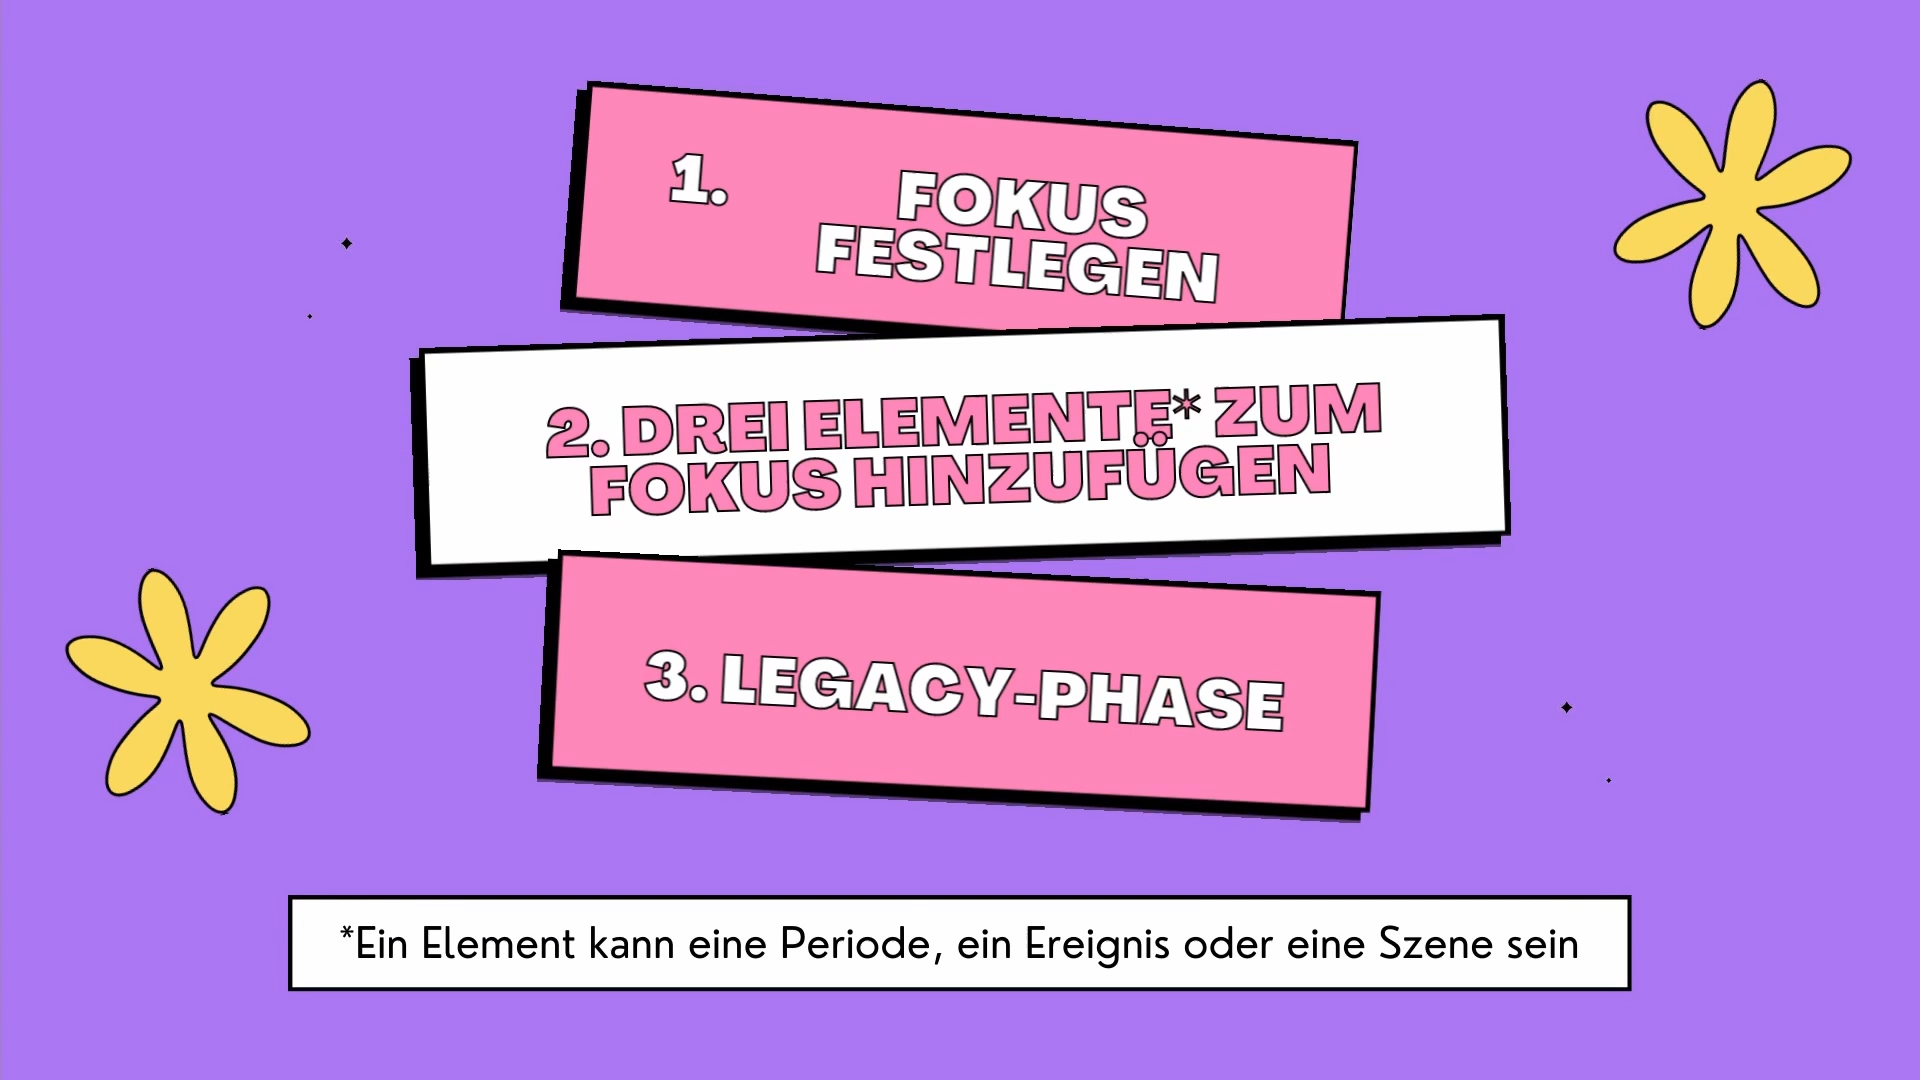 1. FOKUS
FESTLEGEN
2. DREI ELEMENTE* ZUM
FOKUS HINZUFÜGEN
3. LEGACY-PHASE
*Ein Element kann eine Periode, ein Ereignis oder eine Szene sein